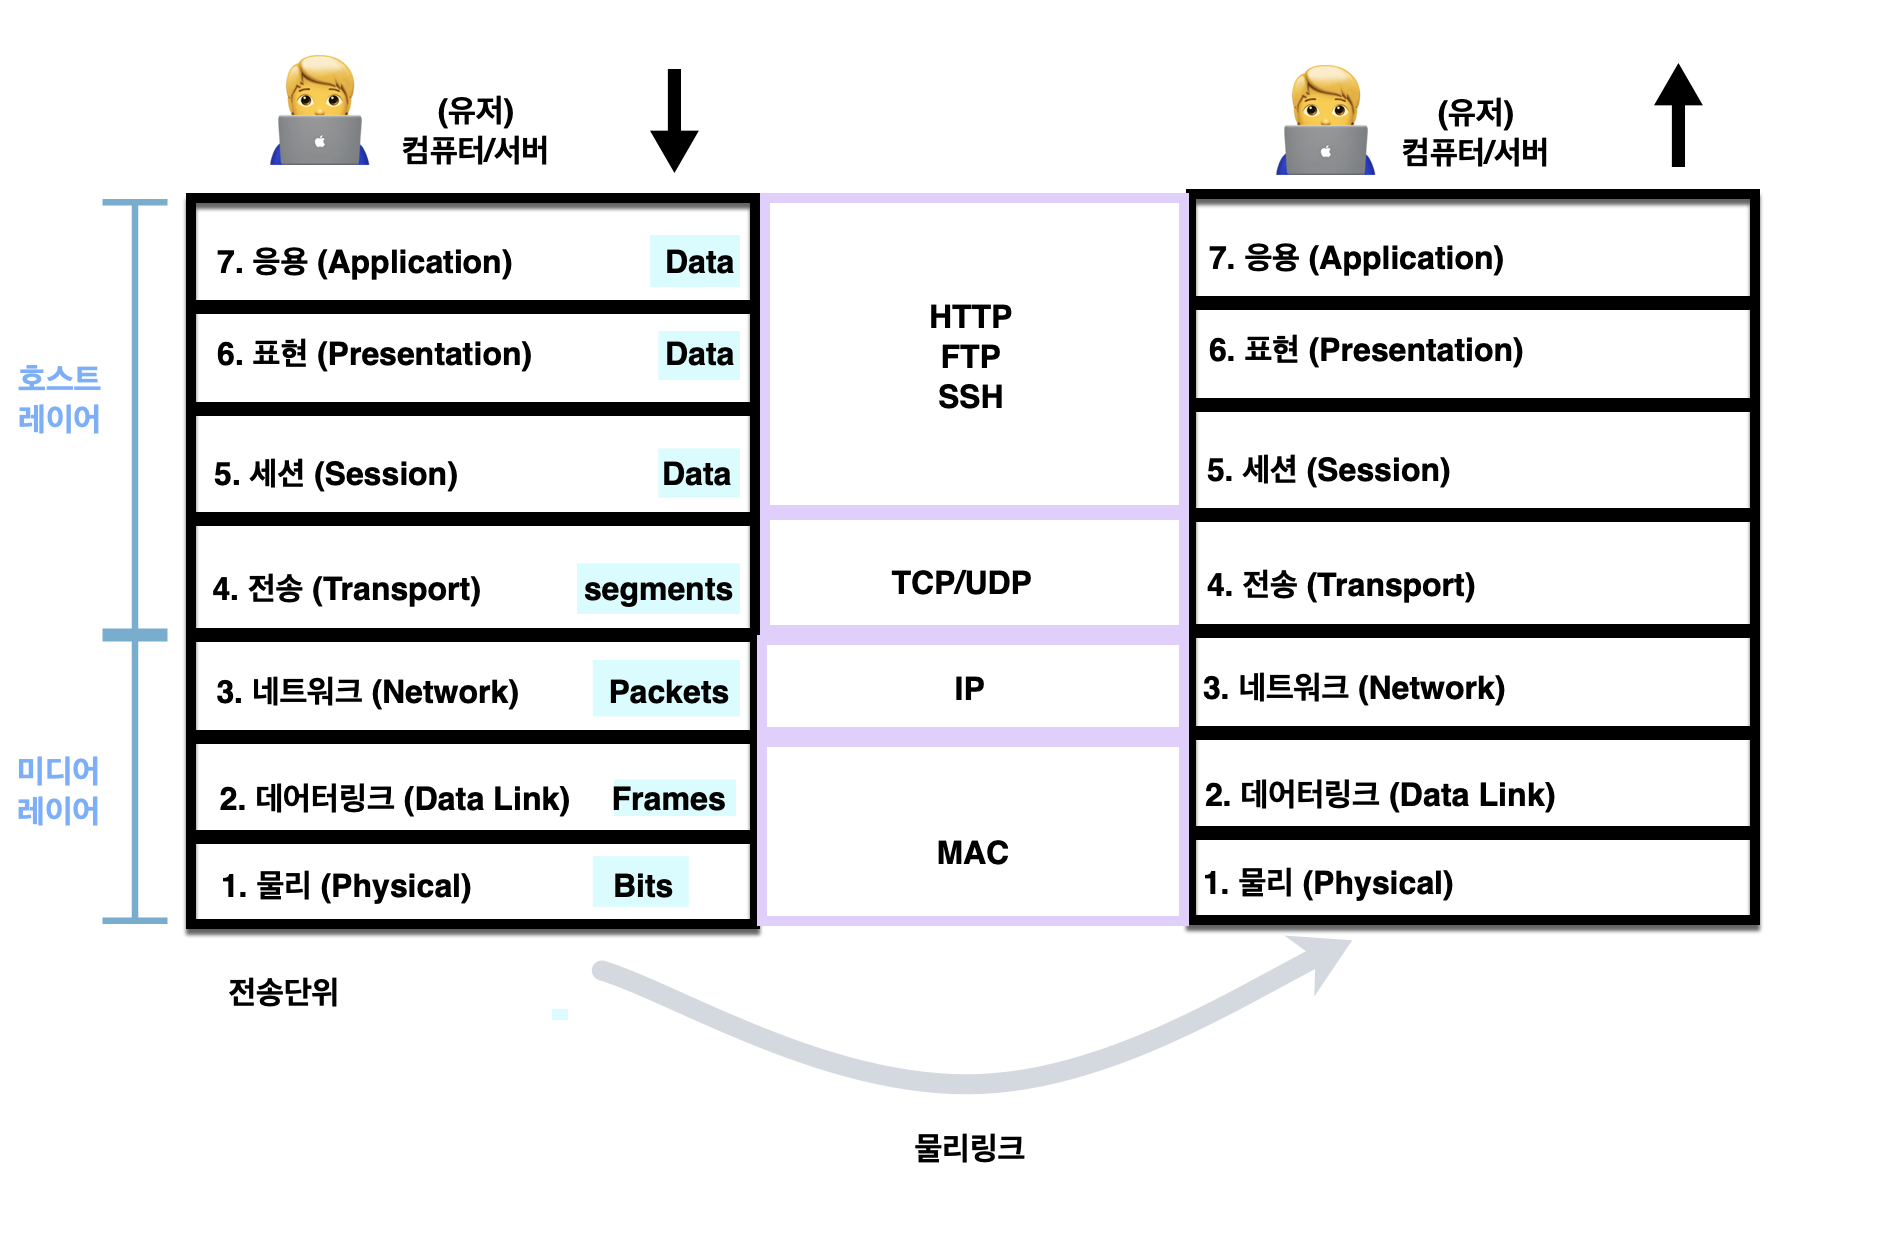 (유저)
컴퓨터/서버
(유저)
컴퓨터/서버
호스트
레이어
미디어
레이어
7. 응용 (Application) Data
6. 표현 (Presentation) Data
5. 세션 (Session) Data
4. 전송 (Transport) segments
3. 네트워크 (Network) Packets
2. 데어터링크 (Data Link) Frames
1. 물리 (Physical) Bits
HTTP
FTP
SSH
TCP/UDP
IP
MAC
7. 응용 (Application)
6. 표현 (Presentation)
5. 세션 (Session)
4. 전송 (Transport)
3. 네트워크 (Network)
2. 데어터링크 (Data Link)
1. 물리 (Physical)
전송단위
물리링크